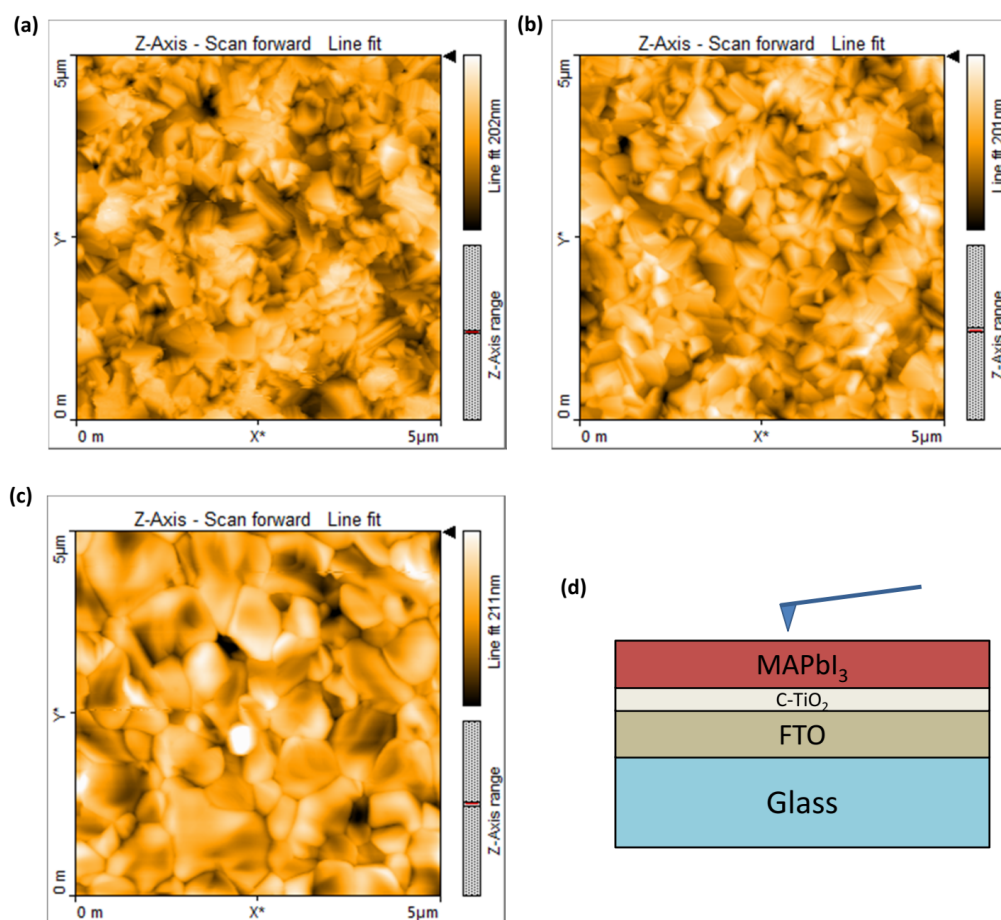 (a)
Z-Axis - Scan forward Line fit
5µm
Y*
0 m
0 m X* 5µm
Line fit 202nm
Z-Axis range
(b)
Z-Axis - Scan forward Line fit
5µm
Y*
0 m
0 m X* 5µm
Line fit 201nm
Z-Axis range
(c)
Z-Axis - Scan forward Line fit
5µm
Y*
0 m
0 m X* 5µm
Line fit 211nm
Z-Axis range
(d)
MAPbI₃
C-TiO₂
FTO
Glass